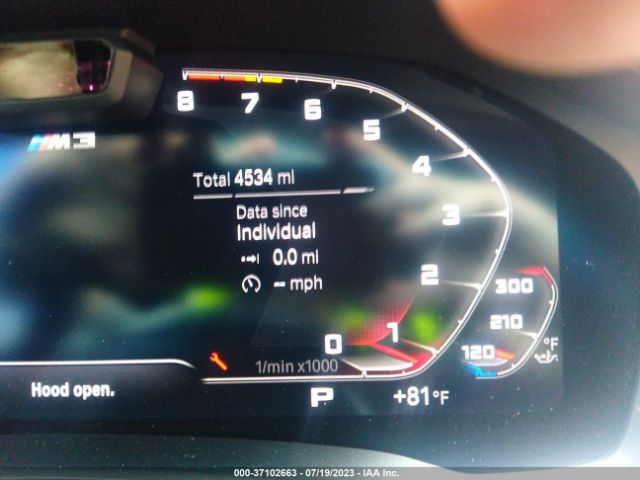 8 7 6 5 4 3 2 1 0
M3
Total 4534 mi
Data since
Individual
0.0 mi
-- mph
300
210
120
°F
1/min x1000
Hood open.
P
+81°F
000-37102663 - 07/19/2023 - IAA Inc.